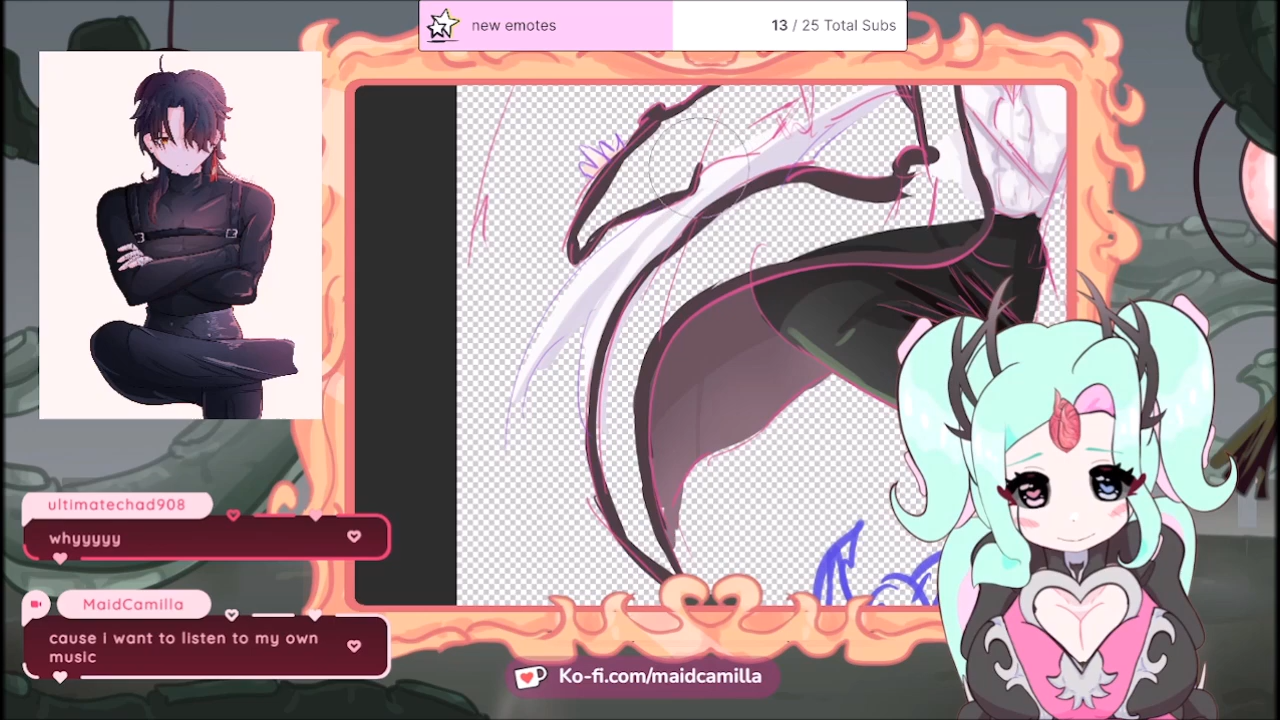 new emotes
13 / 25 Total Subs
ultimatechad908
whyyyyy
MaidCamilla
cause i want to listen to my own
music
Ko-fi.com/maidcamilla